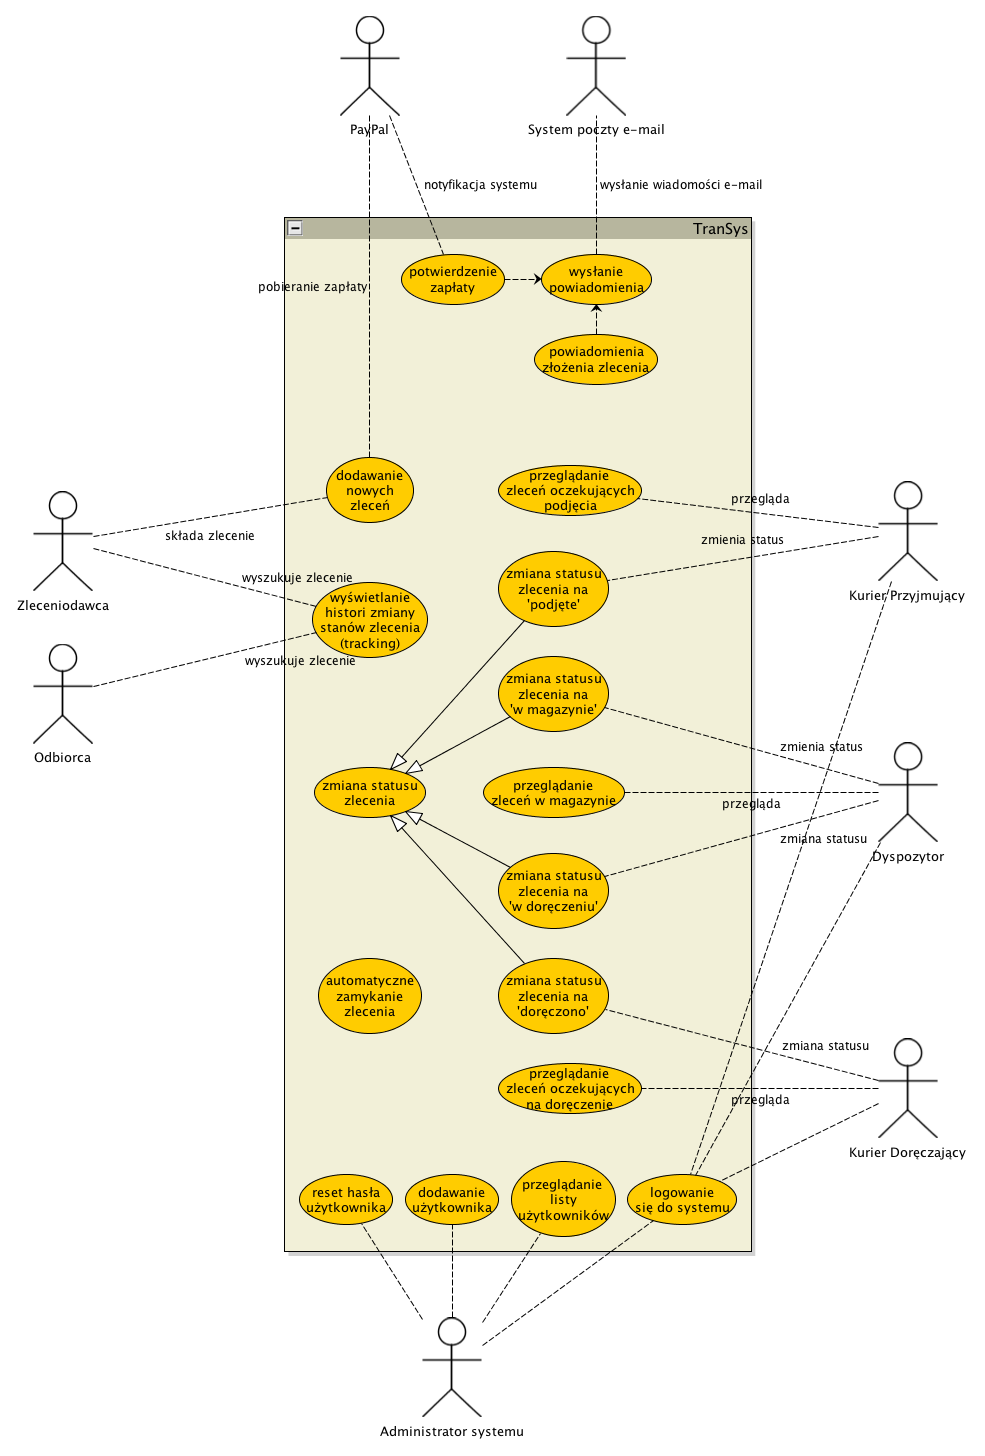 PayPal
System poczty e-mail
notyfikacja systemu
wysłanie wiadomości e-mail
TranSys
potwierdzenie
zapłaty
wysłanie
powiadomienia
pobieranie zapłaty
powiadomienia
złożenia zlecenia
dodawanie
nowych
zleceń
przeglądanie
zleceń oczekujących
podjęcia
przegląda
składa zlecenie
zmienia status
Zleceniodawca
Kurier Przyjmujący
wyszukuje zlecenie
zmiana statusu
zlecenia na
'podjęte'
wyświetlanie
histori zmiany
stanów zlecenia
(tracking)
wyszukuje zlecenie
Odbiorca
zmiana statusu
zlecenia na
'w magazynie'
zmienia status
zmiana statusu
zlecenia
przeglądanie
zleceń w magazynie
przegląda
zmiana statusu
Dyspozytor
zmiana statusu
zlecenia na
'w doręczeniu'
automatyczne
zamykanie
zlecenia
zmiana statusu
zlecenia na
'doręczono'
zmiana statusu
przeglądanie
zleceń oczekujących
na doręczenie
przegląda
Kurier Doręczający
reset hasła
użytkownika
dodawanie
użytkownika
przeglądanie
listy
użytkowników
logowanie
się do systemu
Administrator systemu